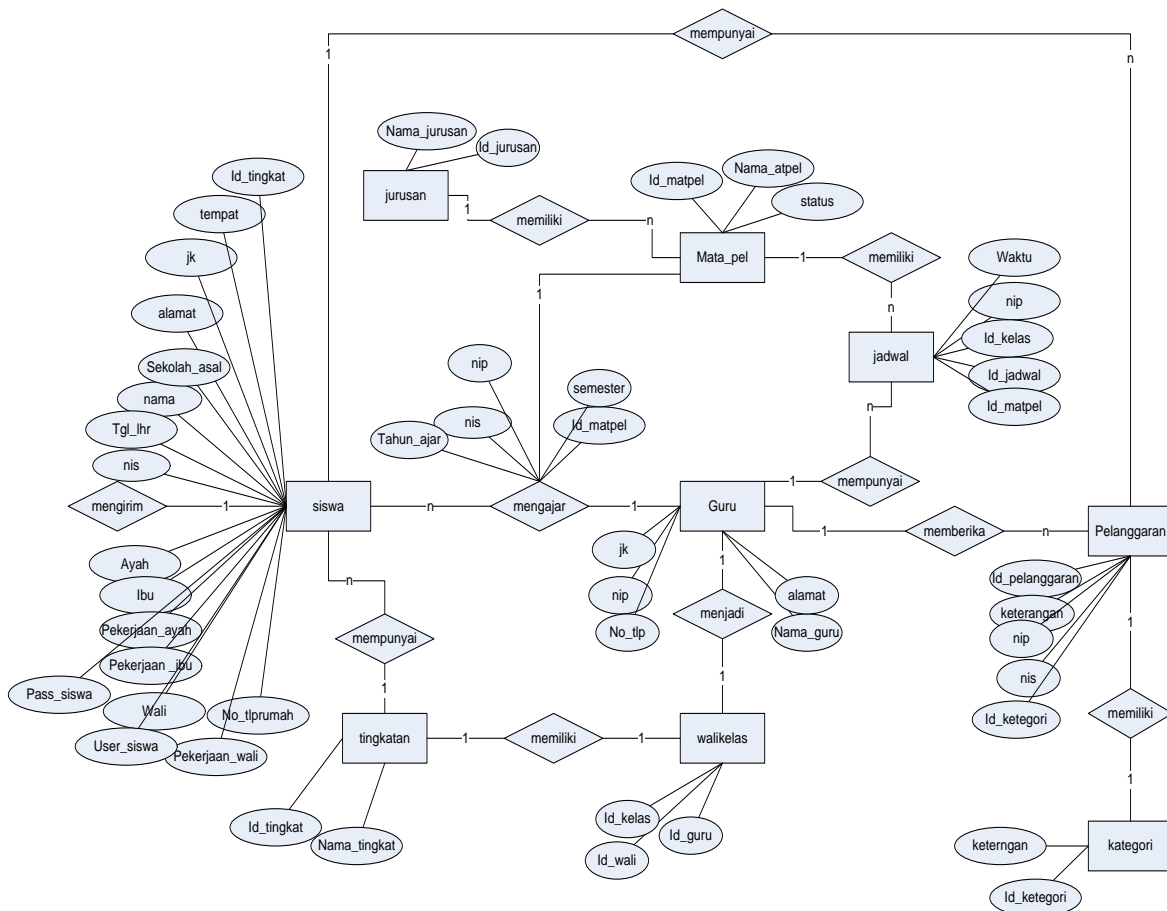 mempunyai
1
n
Nama_jurusan
Id_jurusan
jurusan
1
memiliki
n
Id_matpel
Nama_atpel
status
Mata_pel
1
memiliki
n
Id_tingkat
tempat
jk
alamat
Sekolah_asal
nama
Tgl_lhr
nis
mengirim
1
siswa
Waktu
nip
Id_kelas
Id_jadwal
Id_matpel
jadwal
n
mempunyai
1
1
nip
semester
nis
Id_matpel
Tahun_ajar
n
mengajar
1
Guru
1
memberika
n
Pelanggaran
jk
nip
No_tlp
1
menjadi
1
alamat
Nama_guru
Id_pelanggaran
keterangan
nip
nis
Id_ketegori
1
memiliki
1
Ayah
Ibu
Pekerjaan_ayah
Pekerjaan _ibu
Pass_siswa
Wali
No_tlprumah
User_siswa
Pekerjaan_wali
n
mempunyai
1
tingkatan
1
memiliki
1
walikelas
Id_tingkat
Nama_tingkat
Id_kelas
Id_guru
Id_wali
keterngan
kategori
Id_ketegori